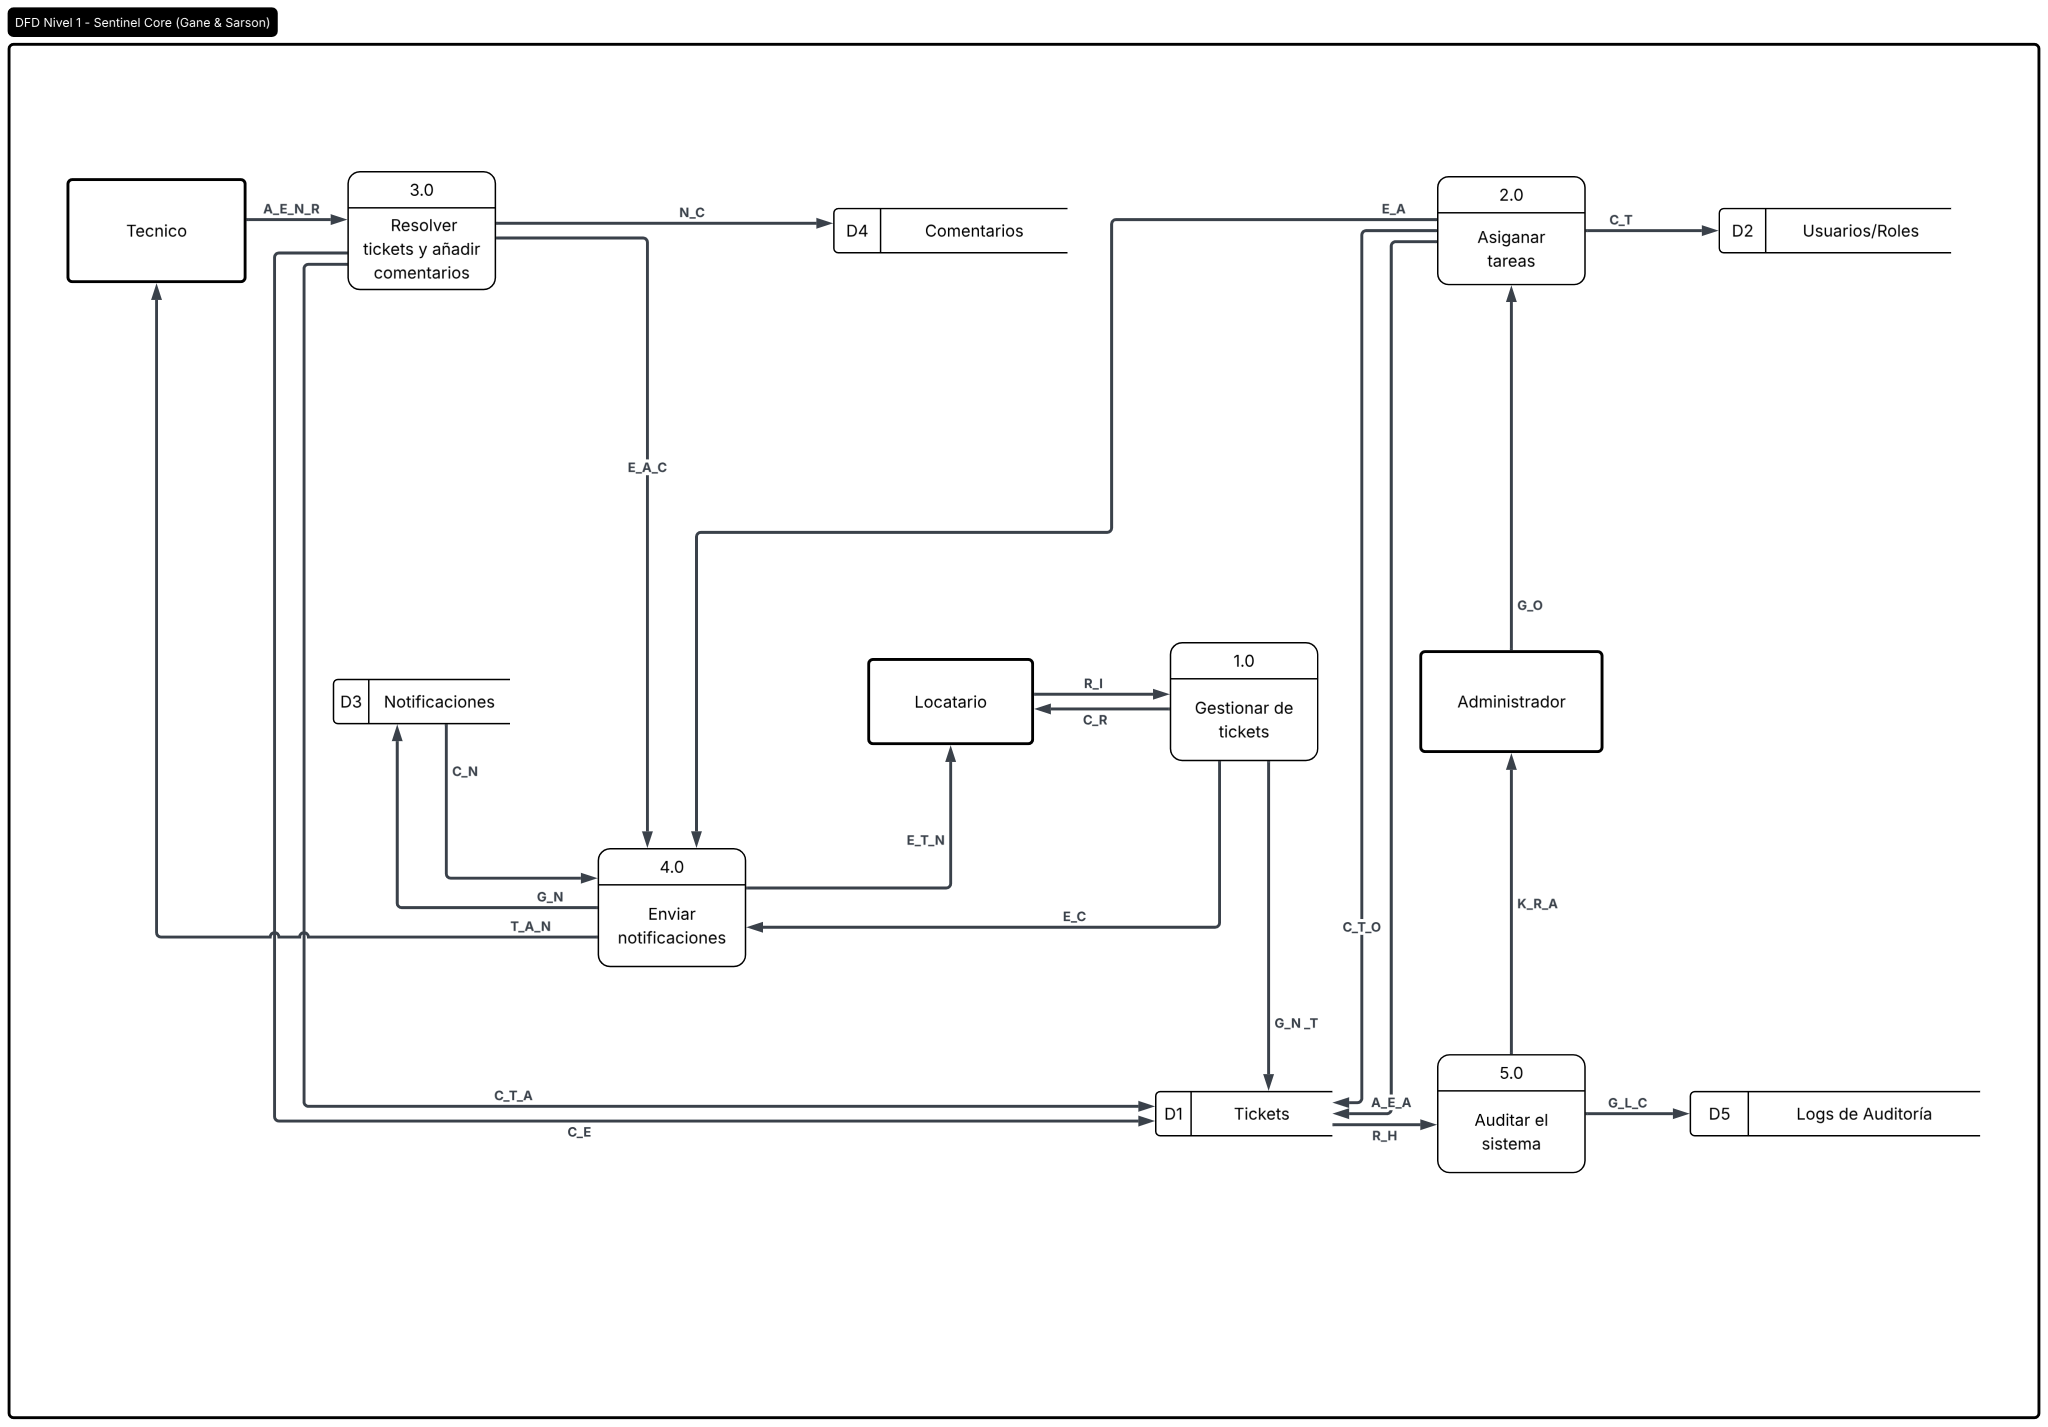 DFD Nivel 1 - Sentinel Core (Gane & Sarson)
Tecnico
A_E_N_R
3.0
Resolver
tickets y añadir
comentarios
N_C
D4
Comentarios
E_A
2.0
Asiganar
tareas
C_T
D2
Usuarios/Roles
E_A_C
G_O
D3
Notificaciones
C_N
Locatario
R_I
C_R
1.0
Gestionar de
tickets
Administrador
E_T_N
4.0
Enviar
notificaciones
G_N
T_A_N
E_C
C_T_O
K_R_A
G_N _T
C_T_A
C_E
D1
Tickets
A_E_A
R_H
5.0
Auditar el
sistema
G_L_C
D5
Logs de Auditoría